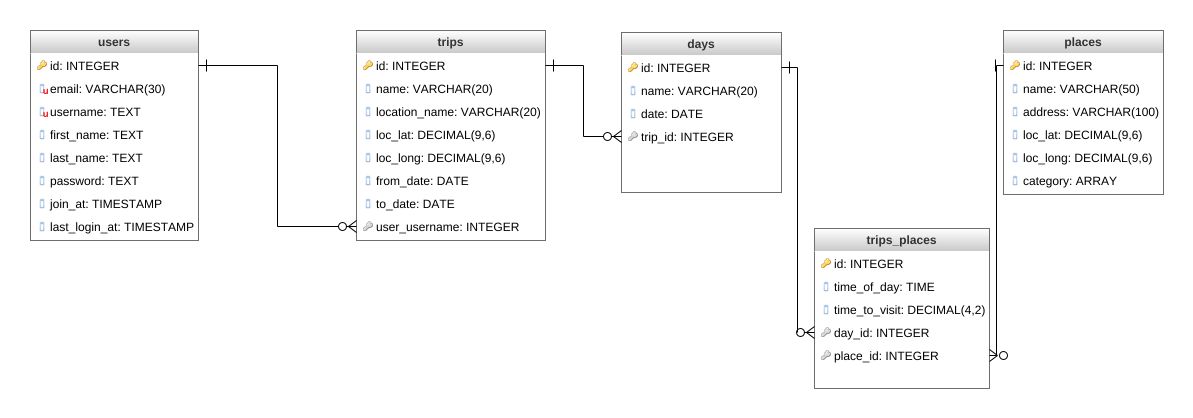 users
id: INTEGER
email: VARCHAR(30)
username: TEXT
first_name: TEXT
last_name: TEXT
password: TEXT
join_at: TIMESTAMP
last_login_at: TIMESTAMP
trips
id: INTEGER
name: VARCHAR(20)
location_name: VARCHAR(20)
loc_lat: DECIMAL(9,6)
loc_long: DECIMAL(9,6)
from_date: DATE
to_date: DATE
user_username: INTEGER
days
id: INTEGER
name: VARCHAR(20)
date: DATE
trip_id: INTEGER
places
id: INTEGER
name: VARCHAR(50)
address: VARCHAR(100)
loc_lat: DECIMAL(9,6)
loc_long: DECIMAL(9,6)
category: ARRAY
trips_places
id: INTEGER
time_of_day: TIME
time_to_visit: DECIMAL(4,2)
day_id: INTEGER
place_id: INTEGER